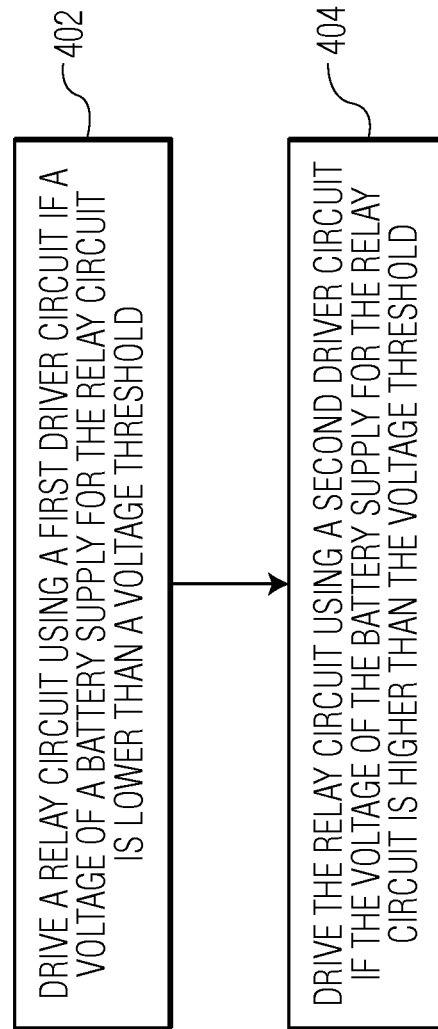 DRIVE A RELAY CIRCUIT USING A FIRST DRIVER CIRCUIT IF A
VOLTAGE OF A BATTERY SUPPLY FOR THE RELAY CIRCUIT
IS LOWER THAN A VOLTAGE THRESHOLD
402
DRIVE THE RELAY CIRCUIT USING A SECOND DRIVER CIRCUIT
IF THE VOLTAGE OF THE BATTERY SUPPLY FOR THE RELAY
CIRCUIT IS HIGHER THAN THE VOLTAGE THRESHOLD
404